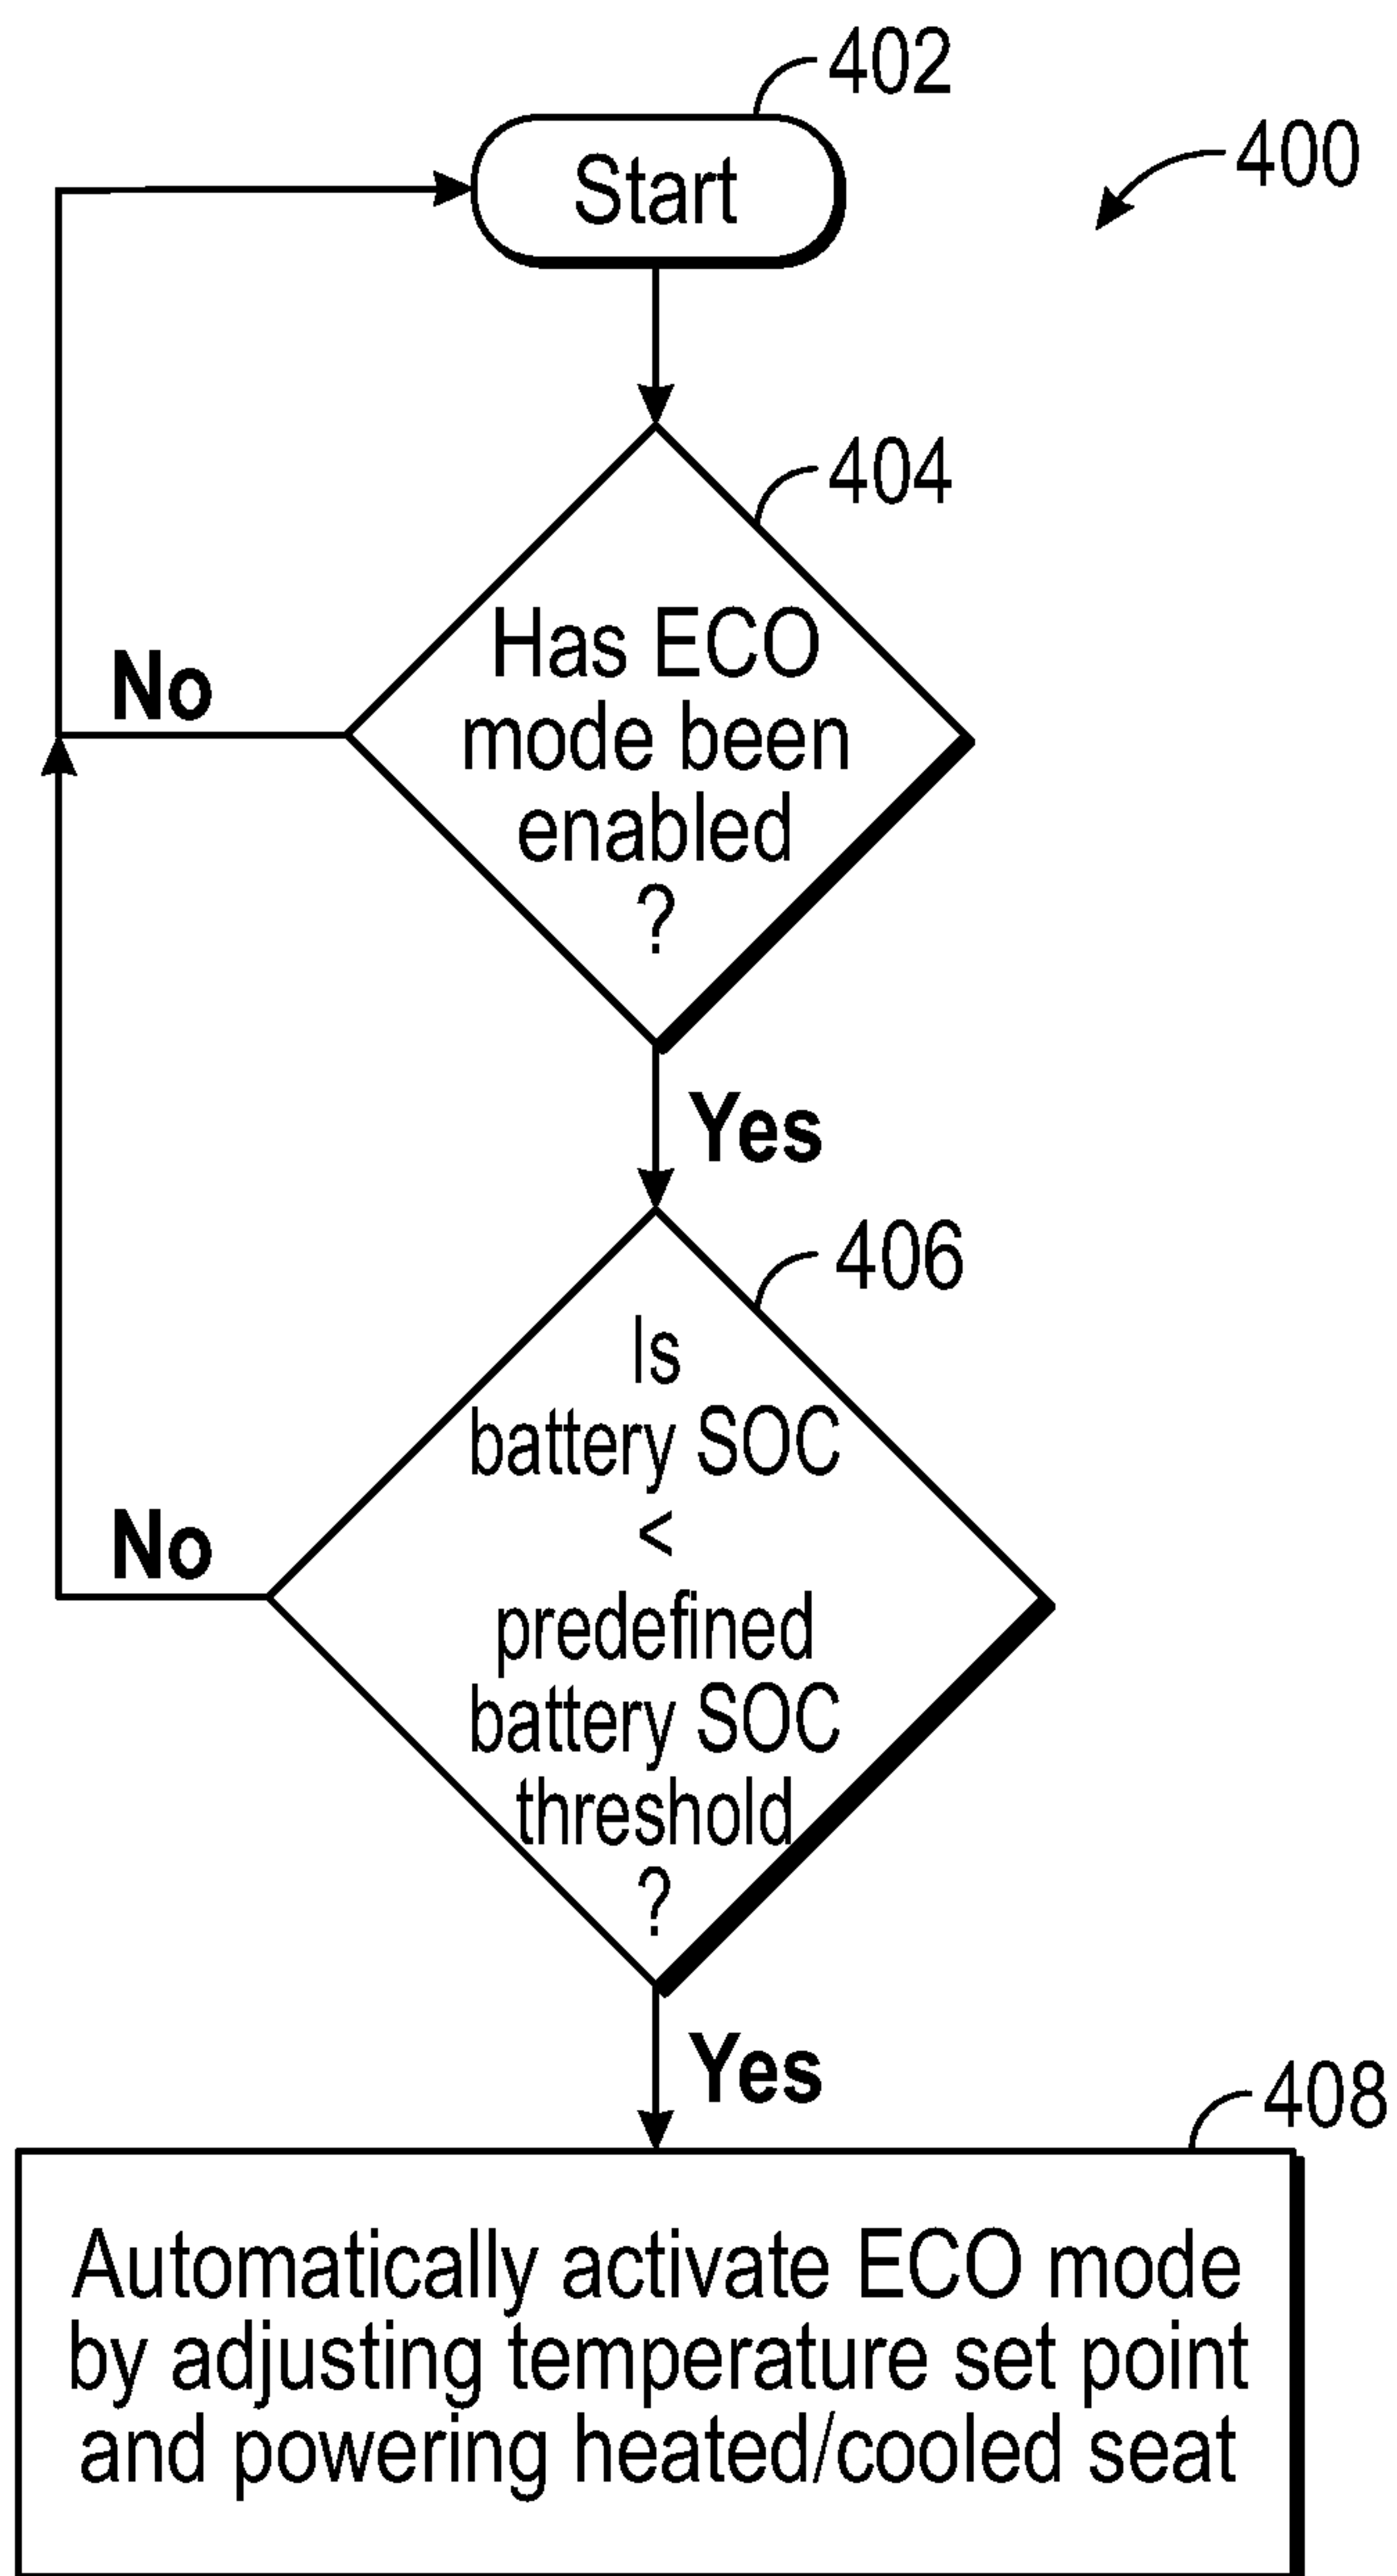 402
400
Start
404
Has ECO
mode been
enabled
?
No
Yes
406
Is
battery SOC
<
predefined
battery SOC
threshold
?
No
Yes
408
Automatically activate ECO mode
by adjusting temperature set point
and powering heated/cooled seat